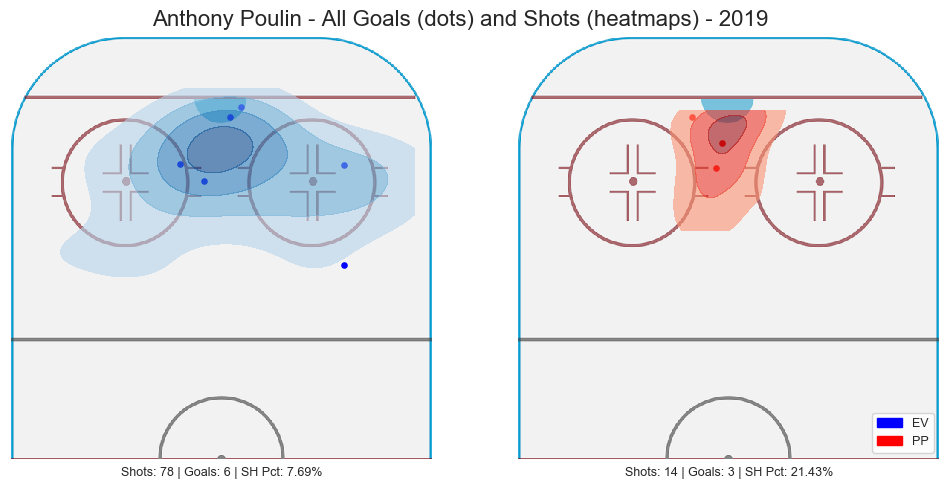 Anthony Poulin - All Goals (dots) and Shots (heatmaps) - 2019
EV
PP
Shots: 78 | Goals: 6 | SH Pct: 7.69%
Shots: 14 | Goals: 3 | SH Pct: 21.43%